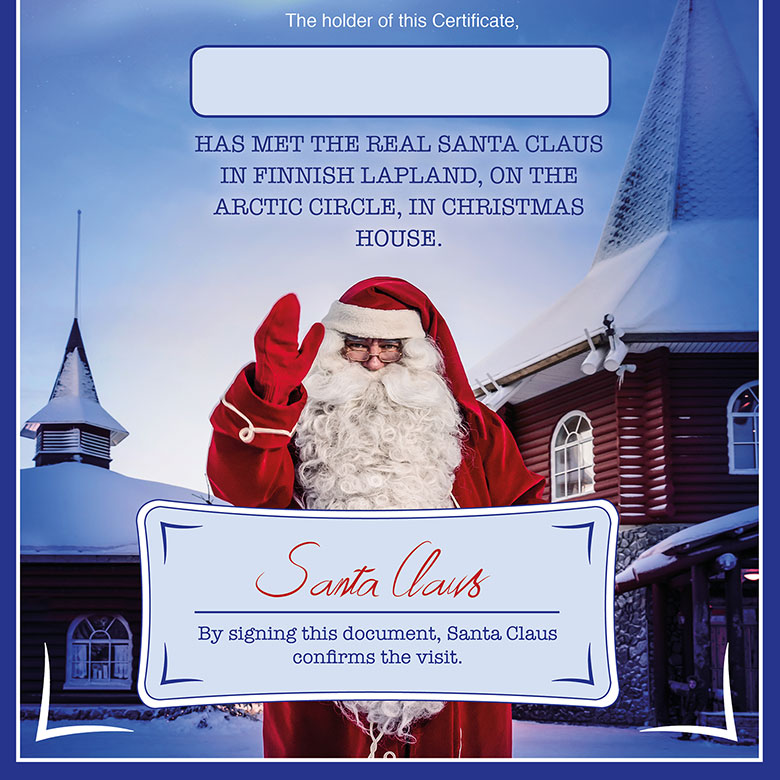 The holder of this Certificate,
HAS MET THE REAL SANTA CLAUS
IN FINNISH LAPLAND, ON THE
ARCTIC CIRCLE, IN CHRISTMAS
HOUSE.
Santa Claus
By signing this document, Santa Claus
confirms the visit.